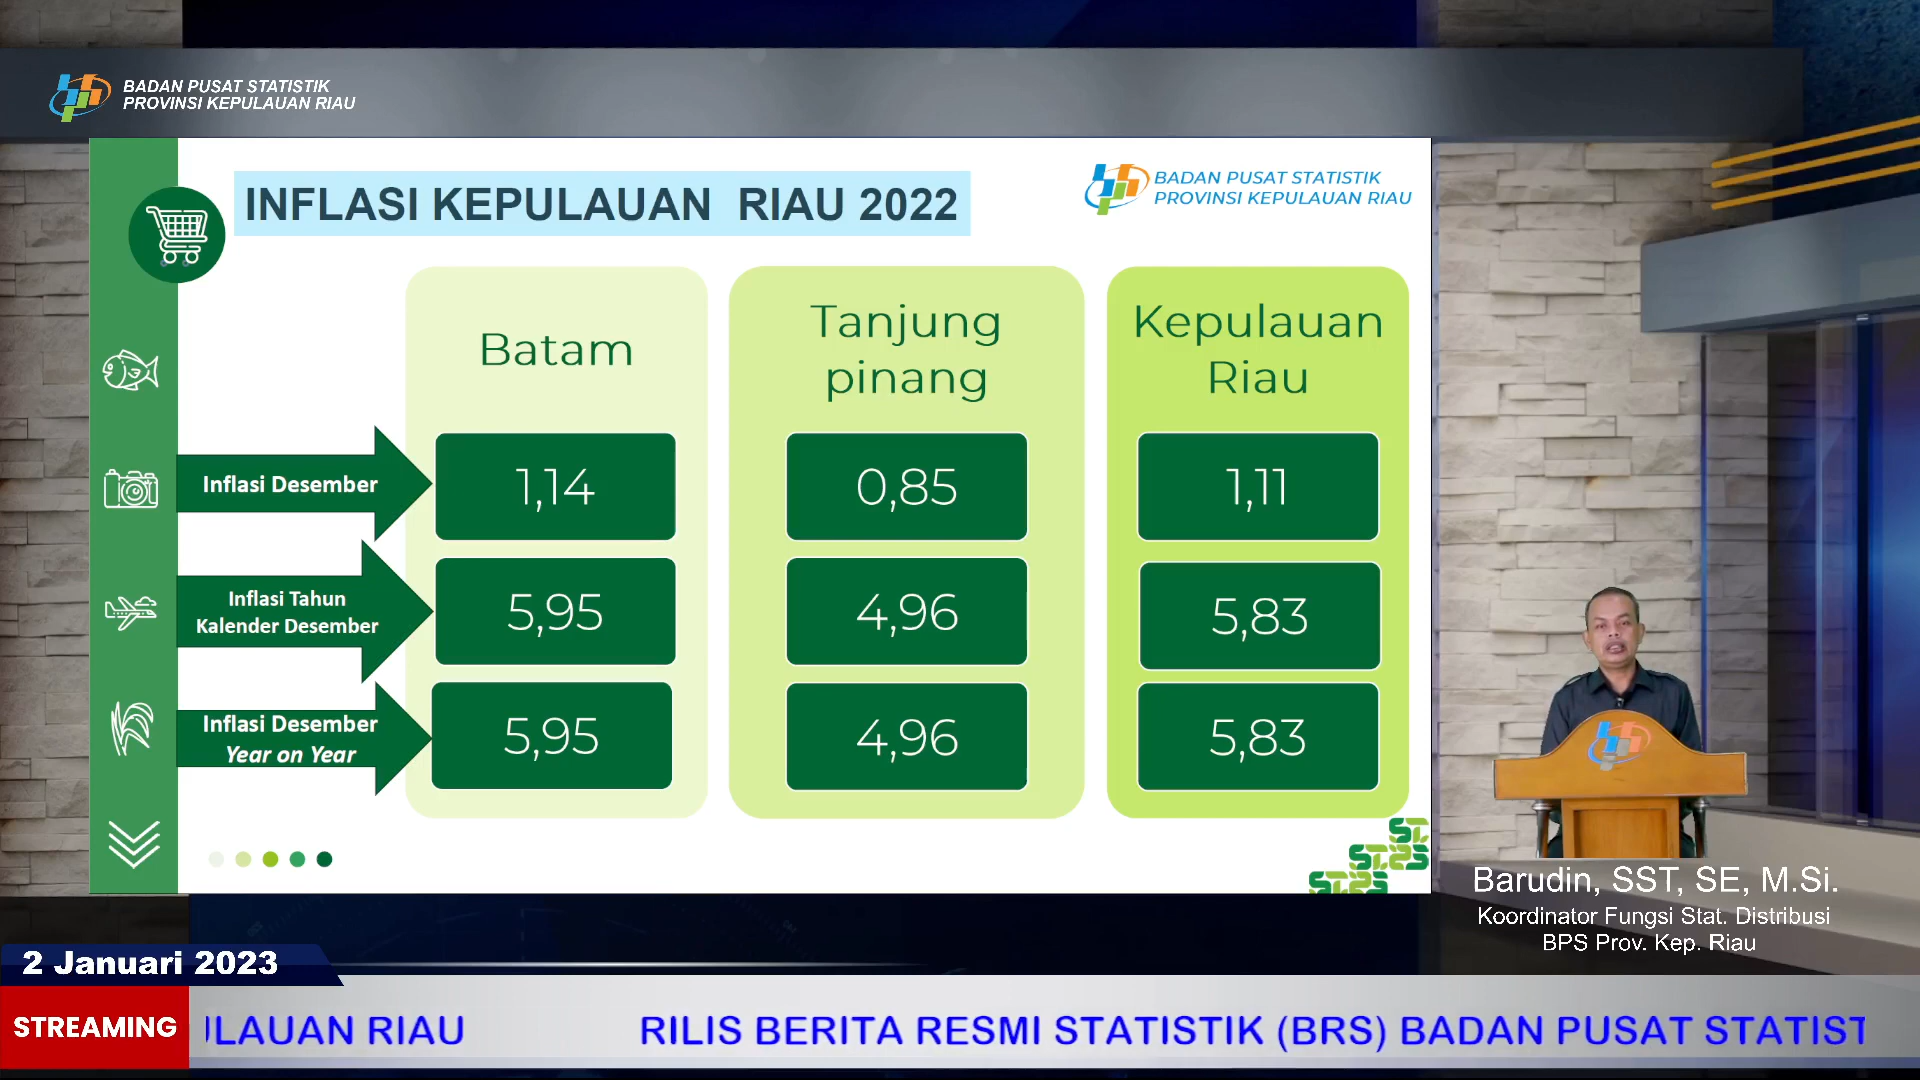 BADAN PUSAT STATISTIK
PROVINSI KEPULAUAN RIAU
INFLASI KEPULAUAN RIAU 2022
BADAN PUSAT STATISTIK
PROVINSI KEPULAUAN RIAU
Batam
Tanjung
pinang
Kepulauan
Riau
Inflasi Desember
1,14
0,85
1,11
Inflasi Tahun
Kalender Desember
5,95
4,96
5,83
Inflasi Desember
Year on Year
5,95
4,96
5,83
Barudin, SST, SE, M.Si.
Koordinator Fungsi Stat. Distribusi
BPS Prov. Kep. Riau
2 Januari 2023
STREAMING
ULAUAN RIAU RILIS BERITA RESMI STATISTIK (BRS) BADAN PUSAT STATIST